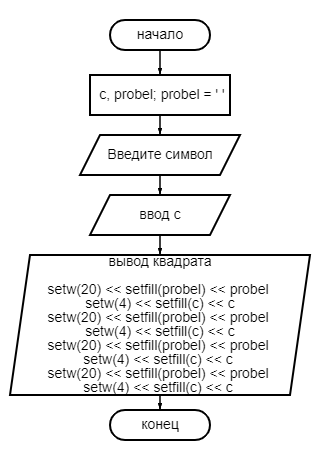 начало
c, probel; probel = ' '
Введите символ
ввод c
вывод квадрата
setw(20) << setfill(probel) << probel
setw(4) << setfill(c) << c
setw(20) << setfill(probel) << probel
setw(4) << setfill(c) << c
setw(20) << setfill(probel) << probel
setw(4) << setfill(c) << c
setw(20) << setfill(probel) << probel
setw(4) << setfill(c) << c
конец